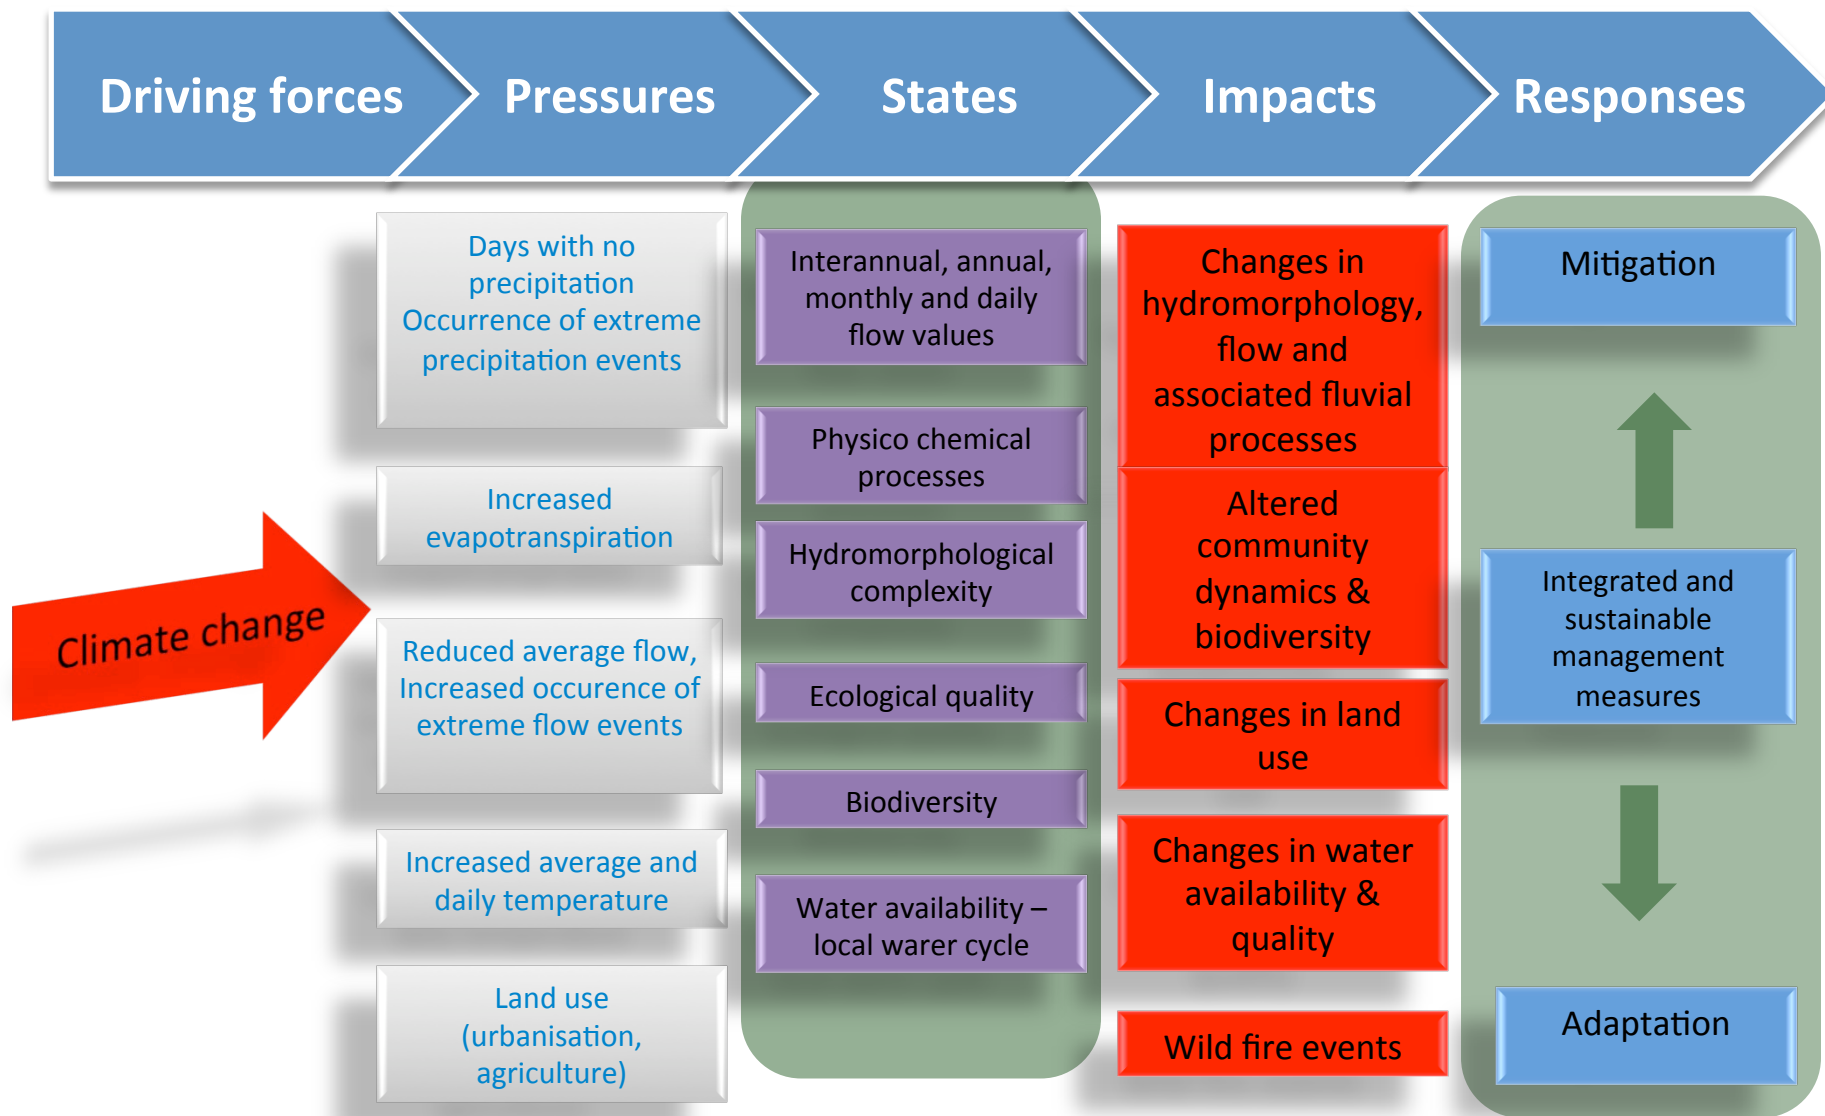 Driving forces
Pressures
States
Impacts
Responses
Climate change
Days with no
precipitation
Occurrence of extreme
precipitation events
Increased
evapotranspiration
Reduced average flow,
Increased occurence of
extreme flow events
Increased average and
daily temperature
Land use
(urbanisation,
agriculture)
Interannual, annual,
monthly and daily
flow values
Physico chemical
processes
Hydromorphological
complexity
Ecological quality
Biodiversity
Water availability –
local warer cycle
Changes in
hydromorphology,
flow and
associated fluvial
processes
Altered
community
dynamics &
biodiversity
Changes in land
use
Changes in water
availability &
quality
Wild fire events
Mitigation
Integrated and
sustainable
management
measures
Adaptation